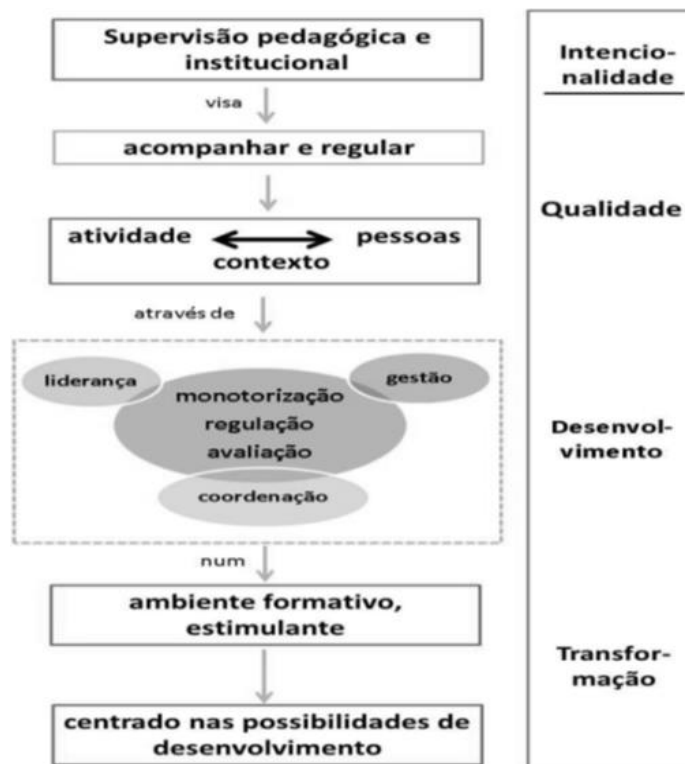 Supervisão pedagógica e
institucional
visa
acompanhar e regular
atividade pessoas
contexto
através de
liderança
gestão
monotorização
regulação
avaliação
coordenação
num
ambiente formativo,
estimulante
centrado nas possibilidades de
desenvolvimento
Intencio-
nalidade
Qualidade
Desenvol-
vimento
Transfor-
mação